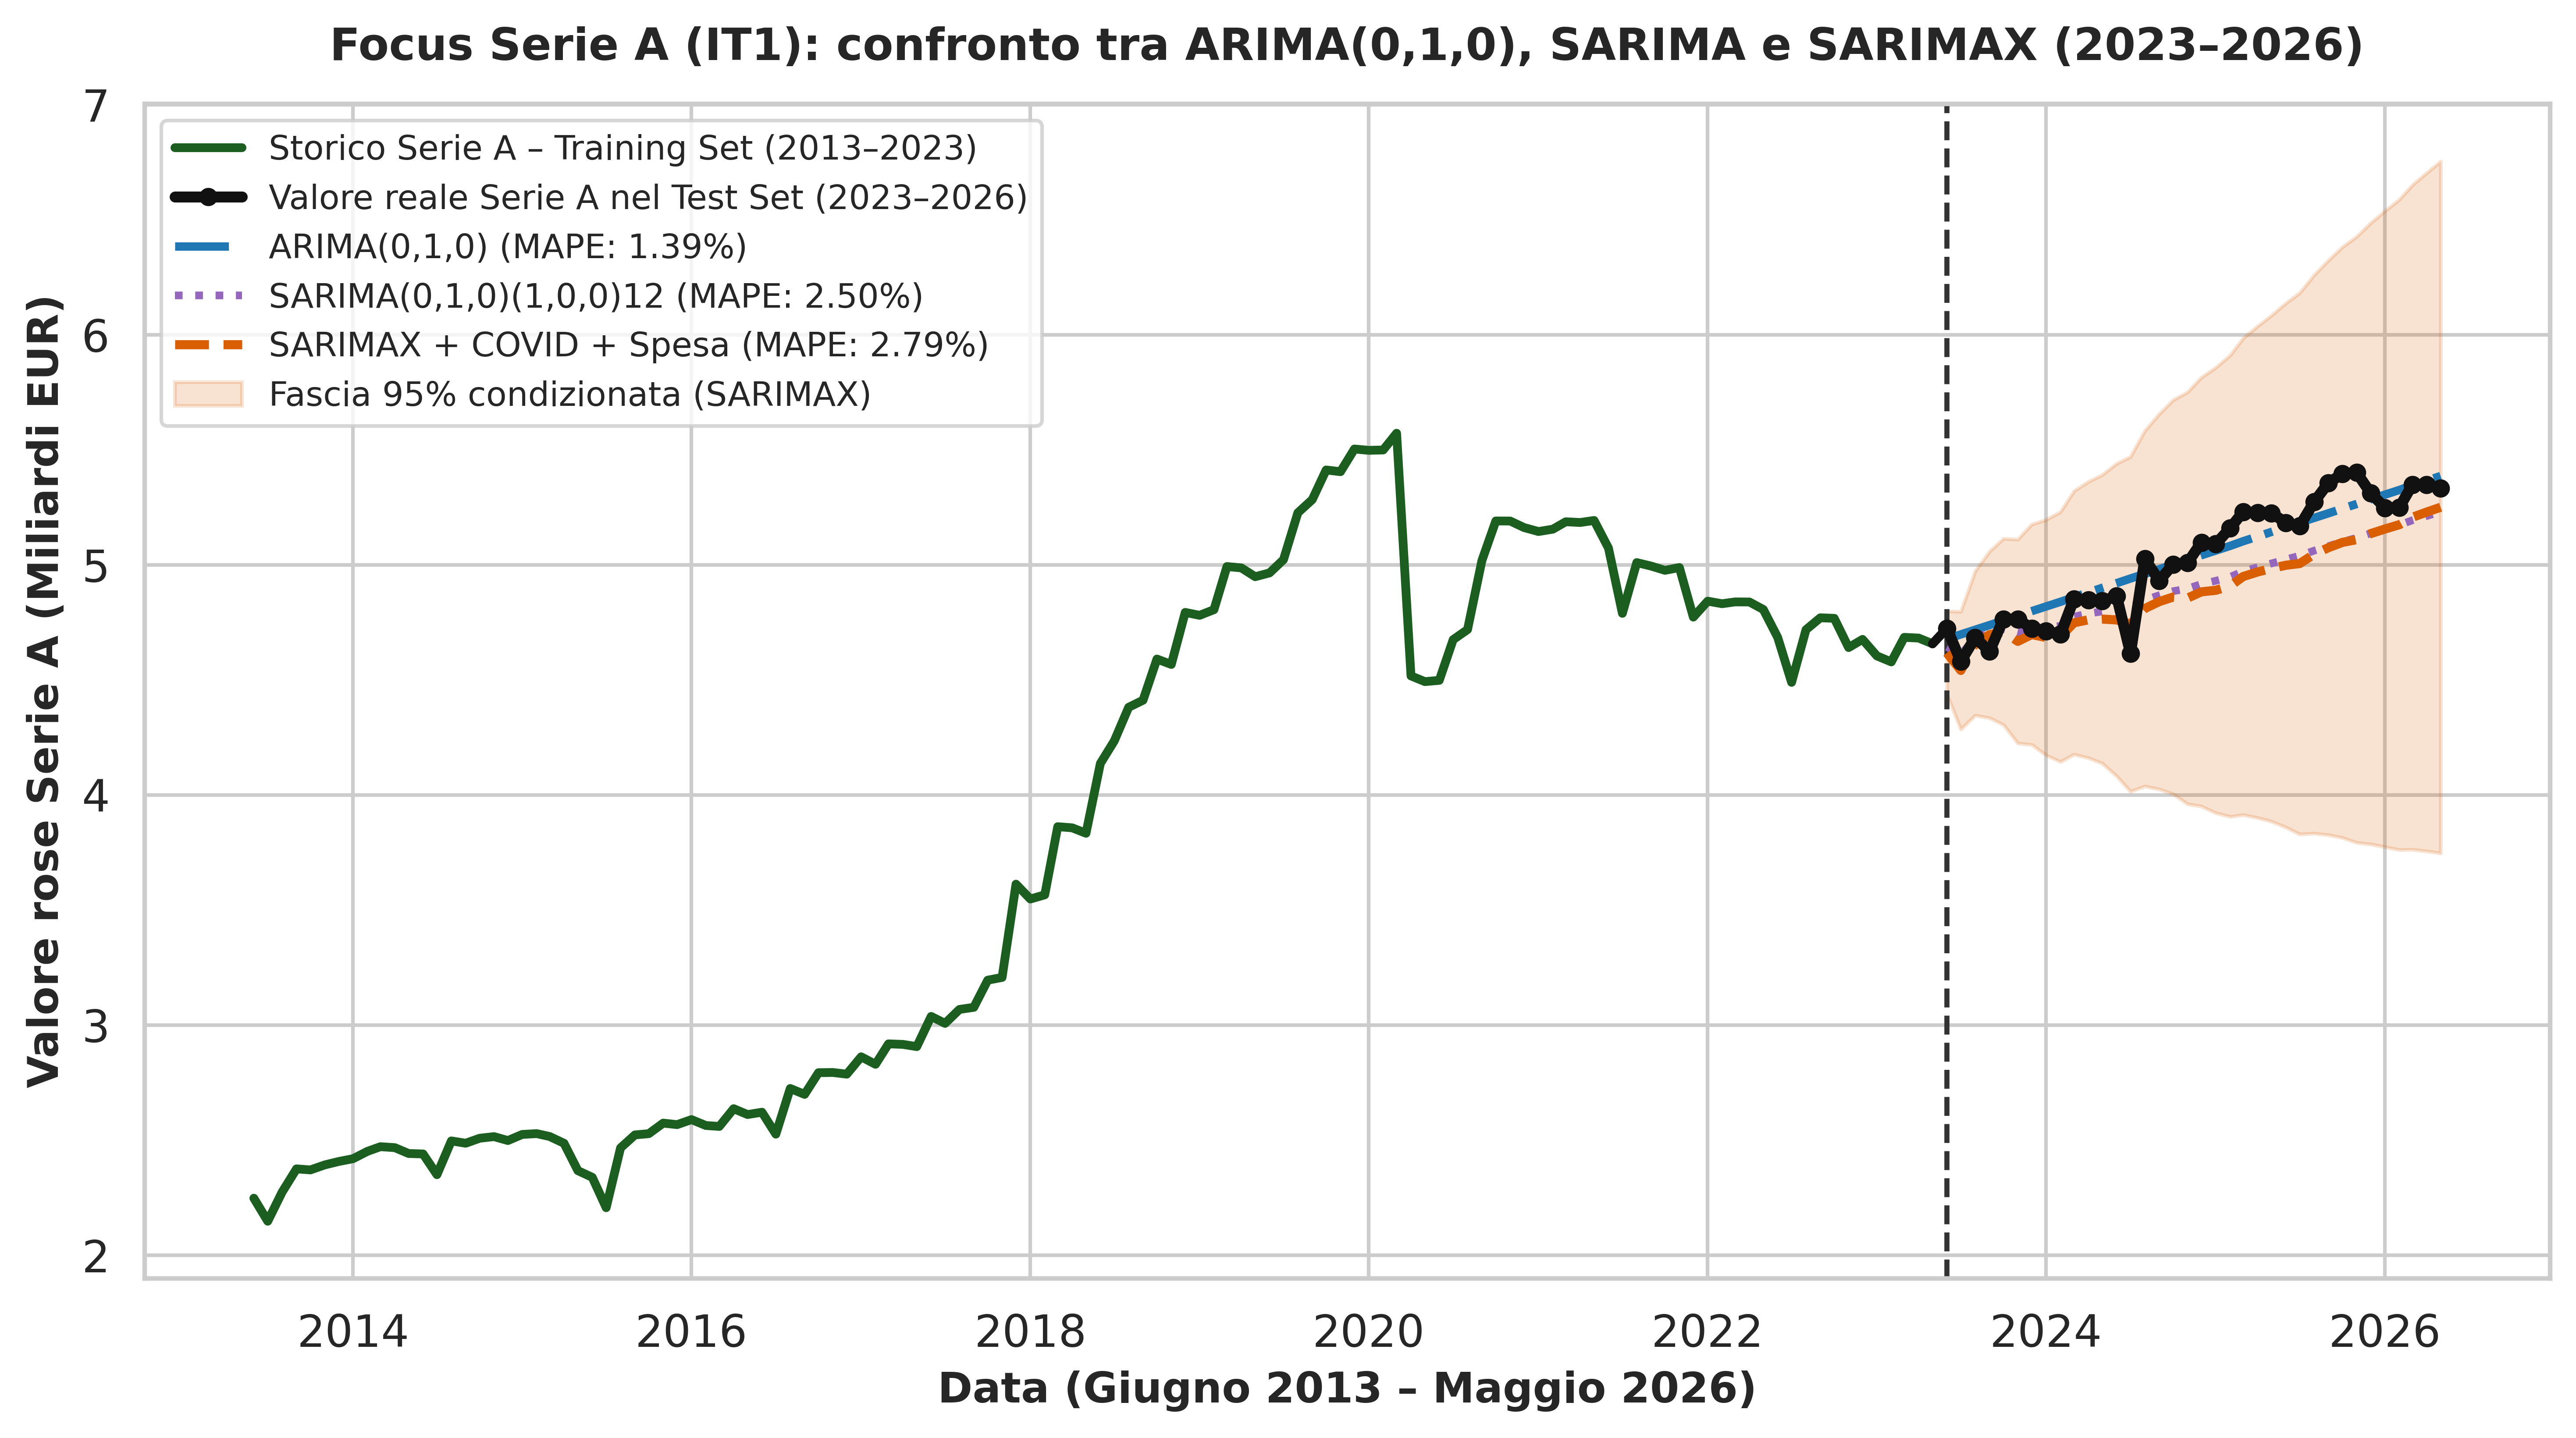 Focus Serie A (IT1): confronto tra ARIMA(0,1,0), SARIMA e SARIMAX (2023–2026)
Valore rose Serie A (Miliardi EUR)
7
6
5
4
3
2
Storico Serie A – Training Set (2013–2023)
Valore reale Serie A nel Test Set (2023–2026)
ARIMA(0,1,0) (MAPE: 1.39%)
SARIMA(0,1,0)(1,0,0)12 (MAPE: 2.50%)
SARIMAX + COVID + Spesa (MAPE: 2.79%)
Fascia 95% condizionata (SARIMAX)
2014
2016
2018
2020
2022
2024
2026
Data (Giugno 2013 – Maggio 2026)